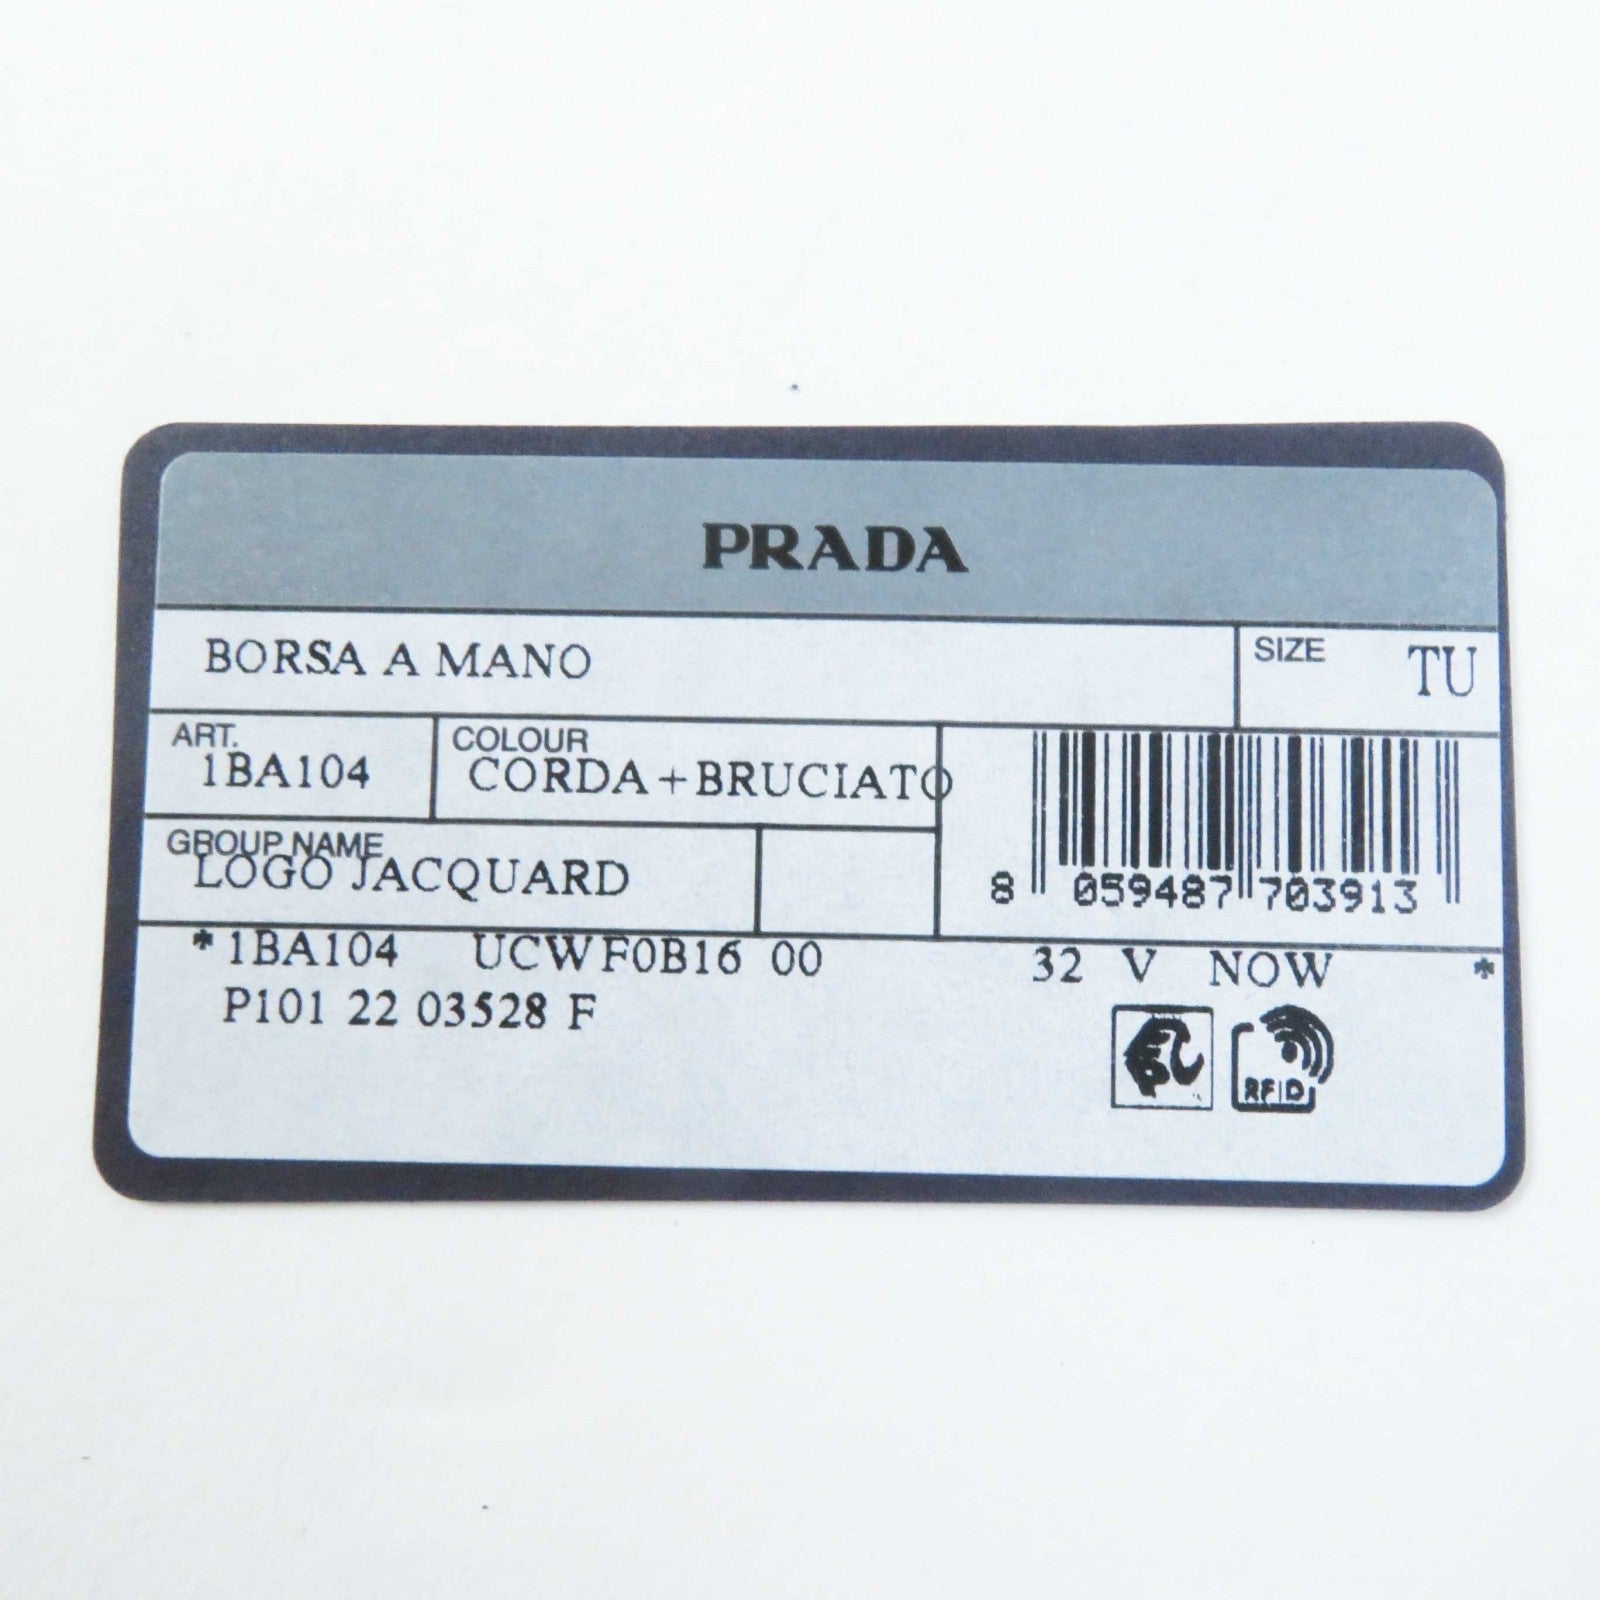 PRADA
BORSA A MANO
SIZE TU
ART.
1BA104
COLOUR
CORDA+BRUCIATO
GROUP NAME
LOGO JACQUARD
8 059487 703913
*1BA104 UCWF0B16 00 32 V NOW *
P101 22 03528 F
RFID